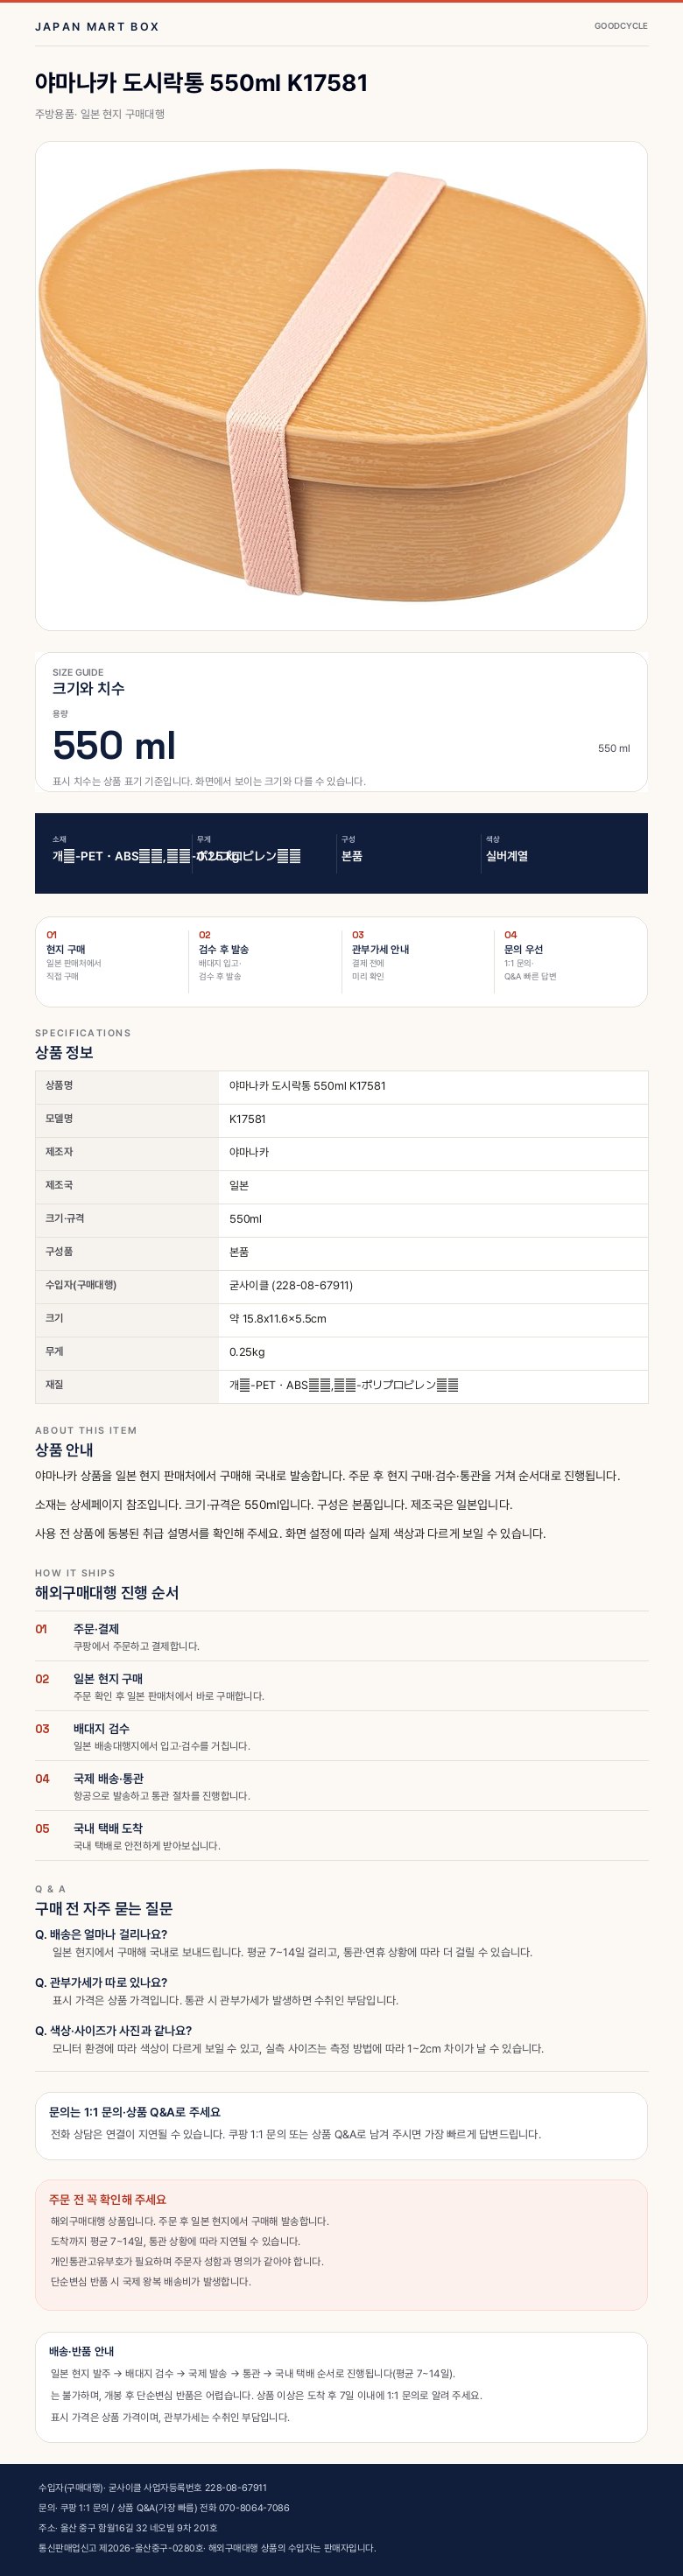 JAPAN MART BOX
GOODCYCLE
야마나카 도시락통 550ml K17581
주방용품· 일본 현지 구매대행
SIZE GUIDE
크기와 치수
용량
550 ml
550 ml
표시 치수는 상품 표기 기준입니다. 화면에서 보이는 크기와 다를 수 있습니다.
소재
무게
구성
색상
개 -PET・ABS
본품
실버계열
01
현지 구매
일본 판매처에서
직접 구매
02
검수 후 발송
배대지 입고·
검수 후 발송
03
관부가세 안내
결제 전에
미리 확인
04
문의 우선
1:1 문의·
Q&A 빠른 답변
SPECIFICATIONS
상품 정보
상품명 야마나카 도시락통 550ml K17581
모델명 K17581
제조자 야마나카
제조국 일본
크기·규격 550ml
구성품 본품
수입자(구매대행) 굳사이클 (228-08-67911)
크기 약 15.8x11.6×5.5cm
무게 0.25kg
재질 개 -PET・ABS , -ポリプロピレン
ABOUT THIS ITEM
상품 안내
야마나카 상품을 일본 현지 판매처에서 구매해 국내로 발송합니다. 주문 후 현지 구매·검수·통관을 거쳐 순서대로 진행됩니다.
소재는 상세페이지 참조입니다. 크기·규격은 550ml입니다. 구성은 본품입니다. 제조국은 일본입니다.
사용 전 상품에 동봉된 취급 설명서를 확인해 주세요. 화면 설정에 따라 실제 색상과 다르게 보일 수 있습니다.
HOW IT SHIPS
해외구매대행 진행 순서
01 주문·결제
쿠팡에서 주문하고 결제합니다.
02 일본 현지 구매
주문 확인 후 일본 판매처에서 바로 구매합니다.
03 배대지 검수
일본 배송대행지에서 입고·검수를 거칩니다.
04 국제 배송·통관
항공으로 발송하고 통관 절차를 진행합니다.
05 국내 택배 도착
국내 택배로 안전하게 받아보십니다.
Q & A
구매 전 자주 묻는 질문
Q. 배송은 얼마나 걸리나요?
일본 현지에서 구매해 국내로 보내드립니다. 평균 7~14일 걸리고, 통관·연휴 상황에 따라 더 걸릴 수 있습니다.
Q. 관부가세가 따로 있나요?
표시 가격은 상품 가격입니다. 통관 시 관부가세가 발생하면 수취인 부담입니다.
Q. 색상·사이즈가 사진과 같나요?
모니터 환경에 따라 색상이 다르게 보일 수 있고, 실측 사이즈는 측정 방법에 따라 1~2cm 차이가 날 수 있습니다.
문의는 1:1 문의·상품 Q&A로 주세요
전화 상담은 연결이 지연될 수 있습니다. 쿠팡 1:1 문의 또는 상품 Q&A로 남겨 주시면 가장 빠르게 답변드립니다.
주문 전 꼭 확인해 주세요
해외구매대행 상품입니다. 주문 후 일본 현지에서 구매해 발송합니다.
도착까지 평균 7~14일, 통관 상황에 따라 지연될 수 있습니다.
개인통관고유부호가 필요하며 주문자 성함과 명의가 같아야 합니다.
단순변심 반품 시 국제 왕복 배송비가 발생합니다.
배송·반품 안내
일본 현지 발주 → 배대지 검수 → 국제 발송 → 통관 → 국내 택배 순서로 진행됩니다(평균 7~14일).
는 불가하며, 개봉 후 단순변심 반품은 어렵습니다. 상품 이상은 도착 후 7일 이내에 1:1 문의로 알려 주세요.
표시 가격은 상품 가격이며, 관부가세는 수취인 부담입니다.
수입자(구매대행)· 굳사이클 사업자등록번호 228-08-67911
문의· 쿠팡 1:1 문의 / 상품 Q&A(가장 빠름) 전화 070-8064-7086
주소· 울산 중구 함월16길 32 네오빌 9차 201호
통신판매업신고 제2026-울산중구-0280호· 해외구매대행 상품의 수입자는 판매자입니다.